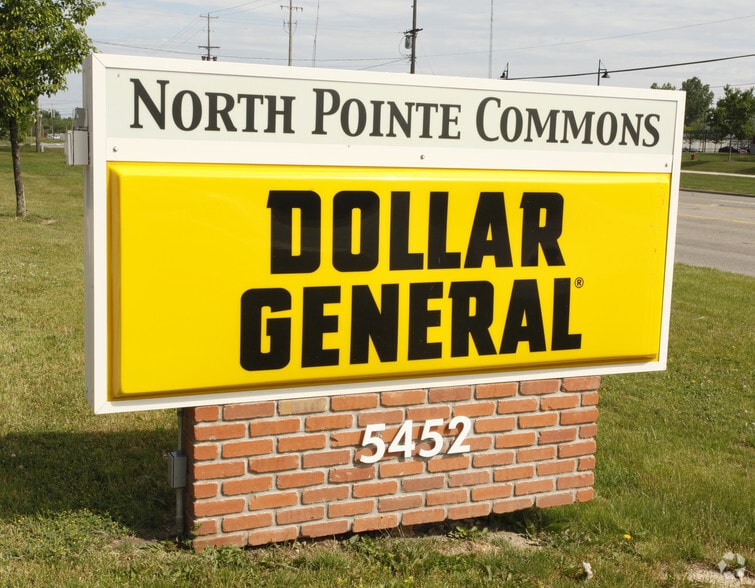 North Pointe Commons
DOLLAR
GENERAL®
5452